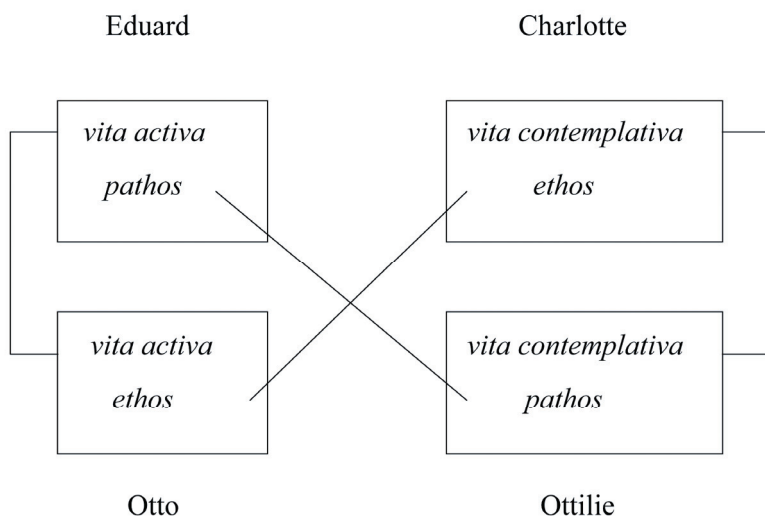 Eduard
Charlotte
vita activa
pathos
vita contemplativa
ethos
vita activa
ethos
vita contemplativa
pathos
Otto
Ottilie